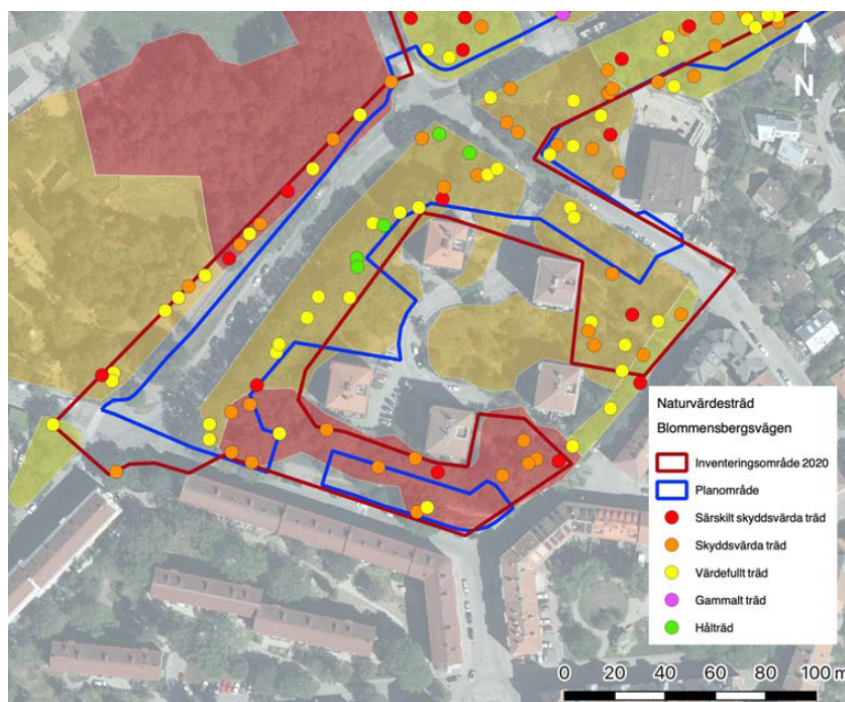 N
Naturvärdesträd
Blommensbergsvägen
Inventeringsområde 2020
Planområde
Särskilt skyddsvärda träd
Skyddsvärda träd
Värdefullt träd
Gammalt träd
Hålträd
0 20 40 60 80 100 m